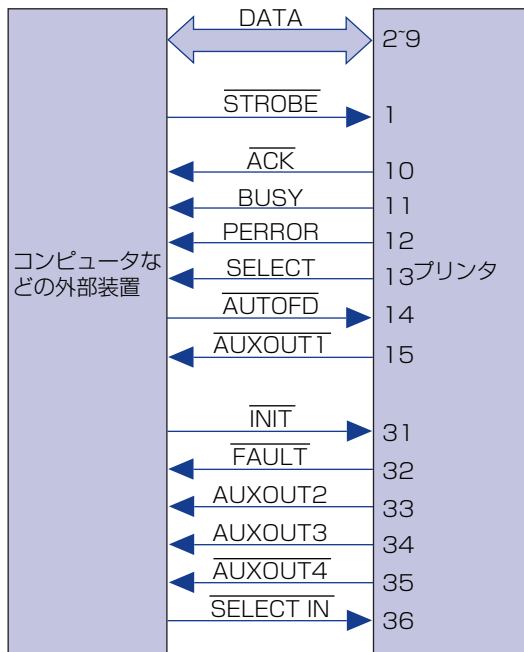 DATA
2~9
STROBE
1
ACK
10
BUSY
11
PERROR
12
コンピュータな
どの外部装置
SELECT
13プリンタ
AUTOFD
14
AUXOUT1
15
INIT
31
FAULT
32
AUXOUT2
33
AUXOUT3
34
AUXOUT4
35
SELECT IN
36